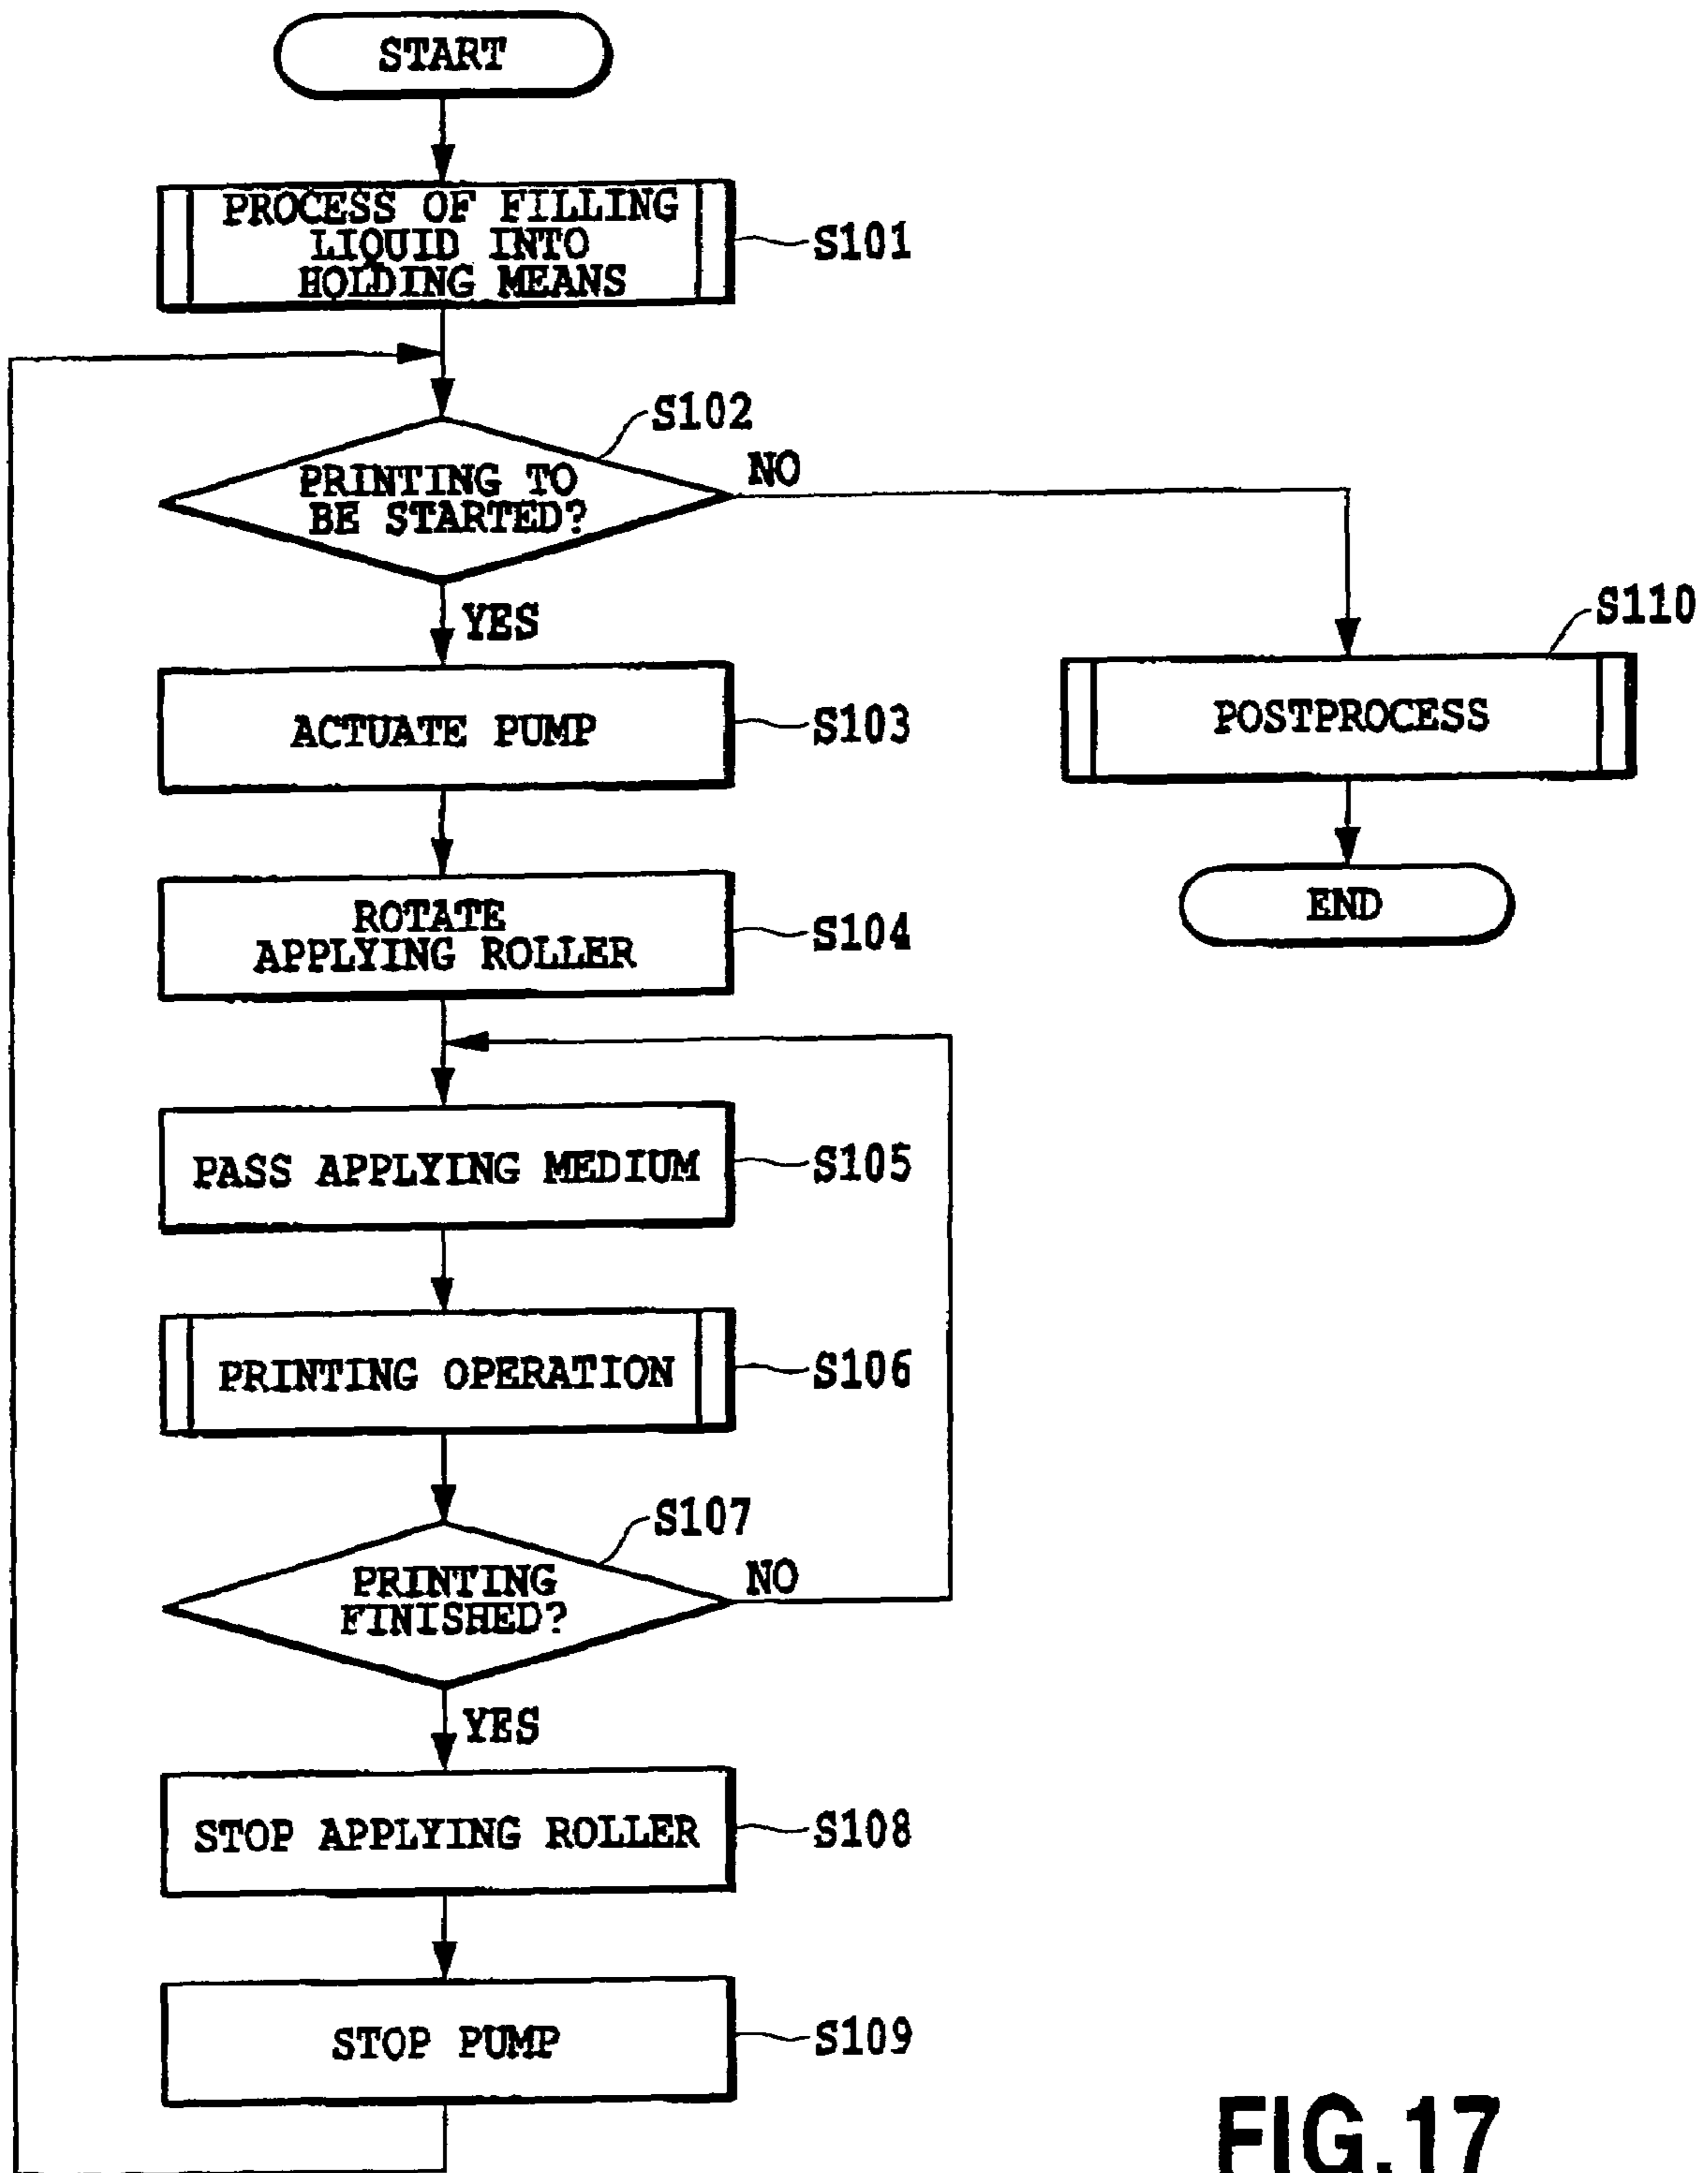 START
PROCESS OF FILLING
LIQUID INTO
HOLDING MEANS
S101
S102
PRINTING TO
BE STARTED?
NO
YES
S110
ACTUATE PUMP
S103
POSTPROCESS
ROTATE
APPLYING ROLLER
S104
END
PASS APPLYING MEDIUM
S105
PRINTING OPERATION
S106
S107
PRINTING
FINISHED?
NO
YES
STOP APPLYING ROLLER
S108
STOP PUMP
S109
FIG.17